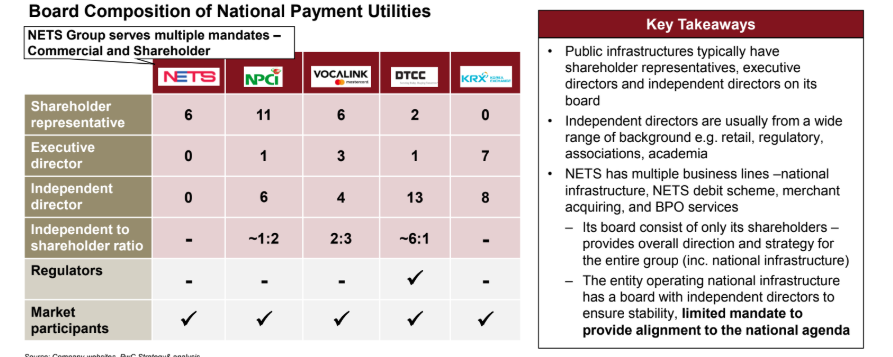 Board Composition of National Payment Utilities
NETS Group serves multiple mandates –
Commercial and Shareholder
NETS NPCI VOCALINK DTCC KRX
mastercard
Shareholder
representative 6 11 6 2 0
Executive
director 0 1 3 1 7
Independent
director 0 6 4 13 8
Independent to
shareholder ratio - ~1:2 2:3 ~6:1 -
Regulators - - - ✓ -
Market
participants ✓ ✓ ✓ ✓ ✓
Source: Company websites, PwC Strategy& analysis
Key Takeaways
• Public infrastructures typically have
shareholder representatives, executive
directors and independent directors on its
board
• Independent directors are usually from a wide
range of background e.g. retail, regulatory,
associations, academia
• NETS has multiple business lines –national
infrastructure, NETS debit scheme, merchant
acquiring, and BPO services
– Its board consist of only its shareholders –
provides overall direction and strategy for
the entire group (inc. national infrastructure)
– The entity operating national infrastructure
has a board with independent directors to
ensure stability, limited mandate to
provide alignment to the national agenda